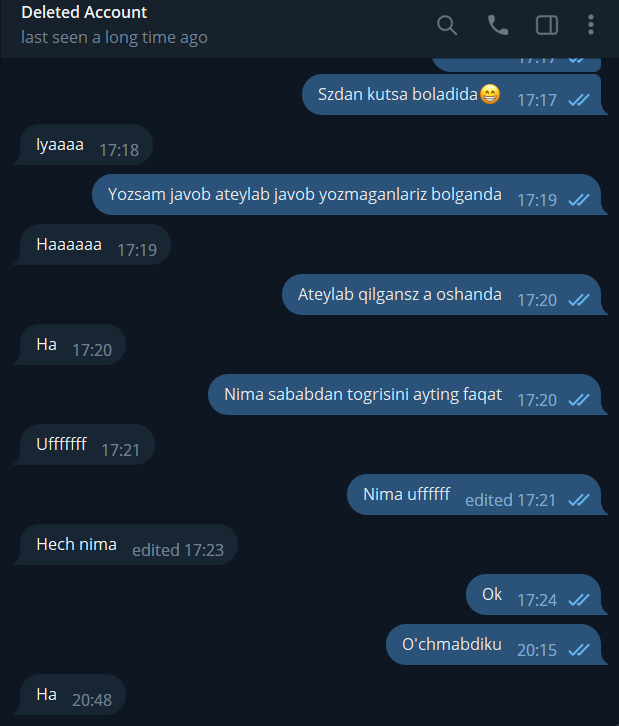 Deleted Account
last seen a long time ago
17:17
Szdan kutsa boladida😁 17:17
Iyaaaa 17:18
Yozsam javob ateylab javob yozmaganlariz bolganda 17:19
Haaaaaa 17:19
Ateylab qilgansz a oshanda 17:20
Ha 17:20
Nima sababdan togrisini ayting faqat 17:20
Ufffffff 17:21
Nima uffffff edited 17:21
Hech nima edited 17:23
Ok 17:24
O'chmabdiku 20:15
Ha 20:48